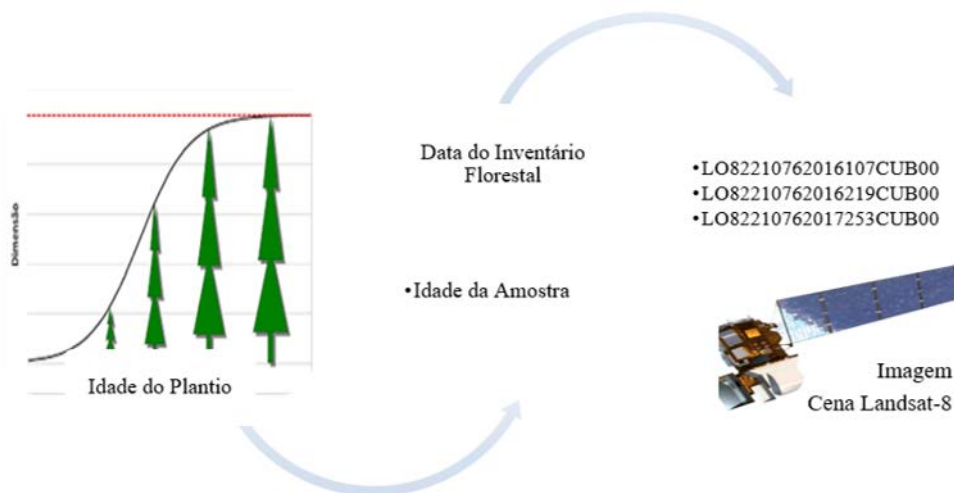 Dimensão
Idade do Plantio
Data do Inventário
Florestal
•Idade da Amostra
•LO82210762016107CUB00
•LO82210762016219CUB00
•LO82210762017253CUB00
Imagem
Cena Landsat-8